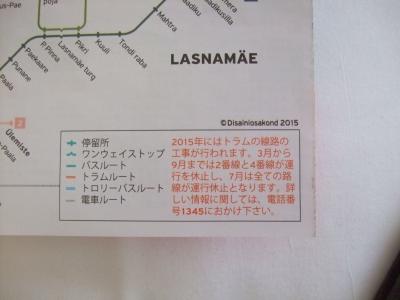 us-Pae
poja
P.Pinna
Lasnamäe turg
Pikri
Kuuli
Tondi raba
Mahtra
Paekaare
Punane
Paala
LASNAMÄE
2
Ülemiste
©Disainiosakond 2015
停留所
ワンウェイストップ
バスルート
トラムルート
トロリーバスルート
電車ルート
2015年にはトラムの線路の
工事が行われます。3月から
9月までは2番線と4番線が運
行を休止し、7月は全ての路
線が運行休止となります。詳し
い情報に関しては、電話番
号1345におかけ下さい。